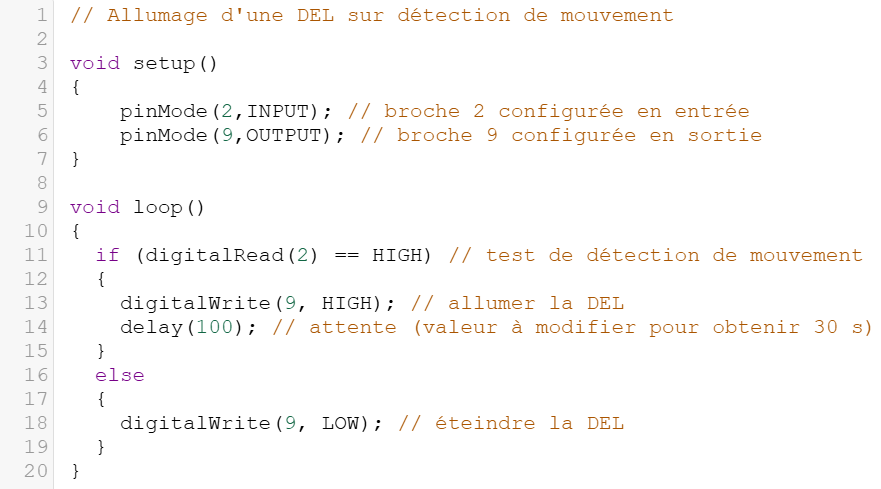 1 // Allumage d'une DEL sur détection de mouvement
2
3 void setup()
4 {
5     pinMode(2,INPUT); // broche 2 configurée en entrée
6     pinMode(9,OUTPUT); // broche 9 configurée en sortie
7 }
8
9 void loop()
10 {
11   if (digitalRead(2) == HIGH) // test de détection de mouvement
12   {
13     digitalWrite(9, HIGH); // allumer la DEL
14     delay(100); // attente (valeur à modifier pour obtenir 30 s)
15   }
16   else
17   {
18     digitalWrite(9, LOW); // éteindre la DEL
19   }
20 }